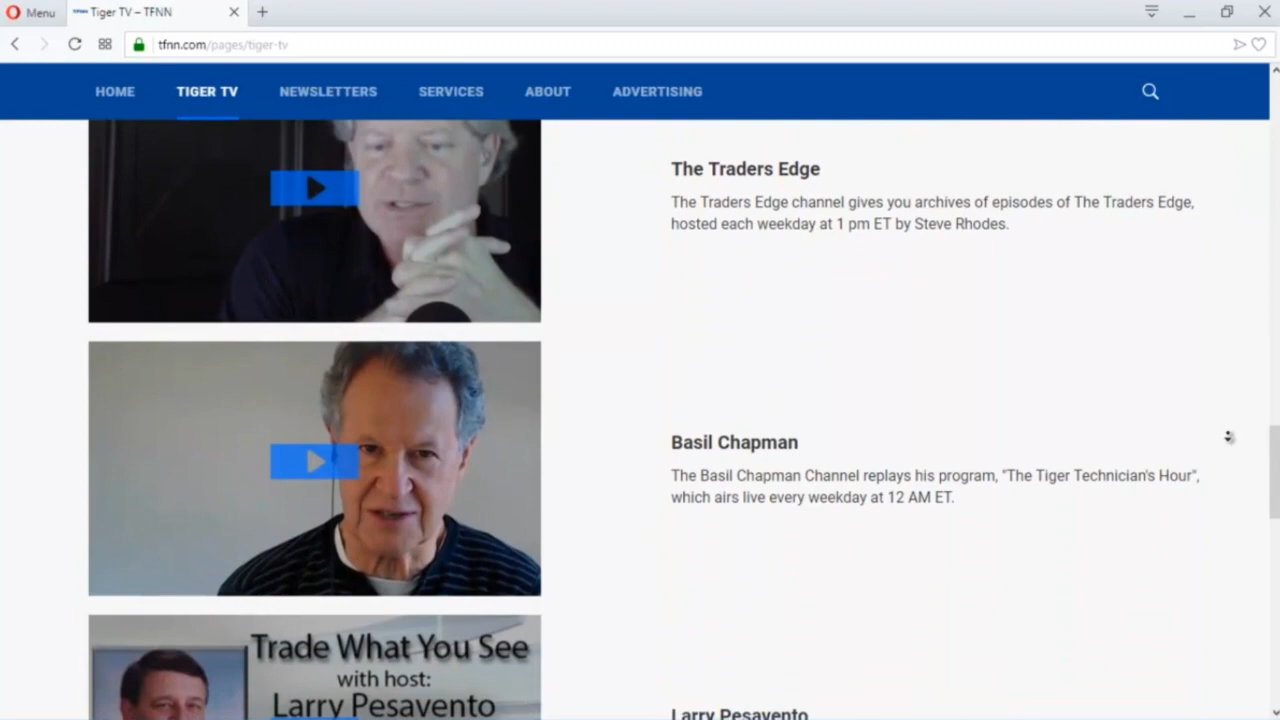 Menu
Tiger TV – TFNN
tfnn.com/pages/tiger-tv
HOME
TIGER TV
NEWSLETTERS
SERVICES
ABOUT
ADVERTISING
The Traders Edge
The Traders Edge channel gives you archives of episodes of The Traders Edge,
hosted each weekday at 1 pm ET by Steve Rhodes.
Basil Chapman
The Basil Chapman Channel replays his program, "The Tiger Technician's Hour",
which airs live every weekday at 12 AM ET.
Trade What You See
with host:
Larry Pesavento
Larry Pesavento